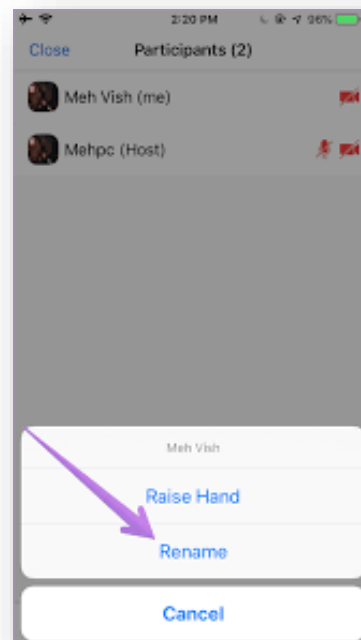 2:20 PM 96%
Close Participants (2)
Meh Vish (me)
Mehpc (Host)
Meh Vish
Raise Hand
Rename
Cancel